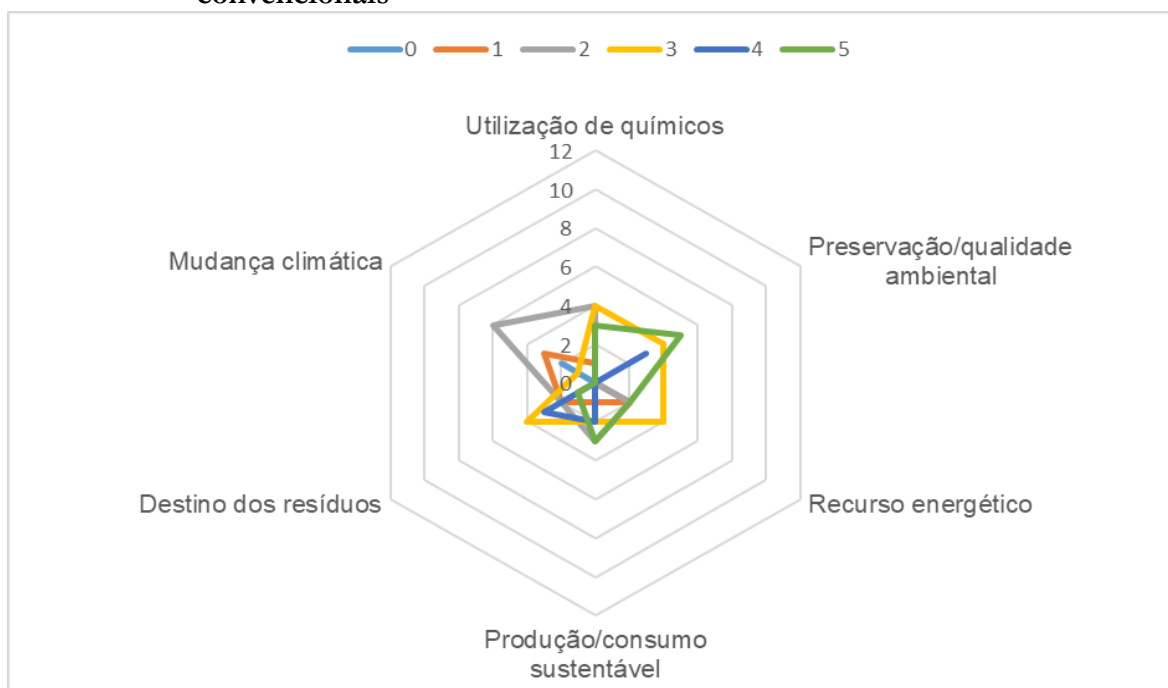 convencionais
0 1 2 3 4 5
Utilização de químicos
12
10
8
6
4
2
0
Preservação/qualidade
ambiental
Mudança climática
Destino dos resíduos
Recurso energético
Produção/consumo
sustentável